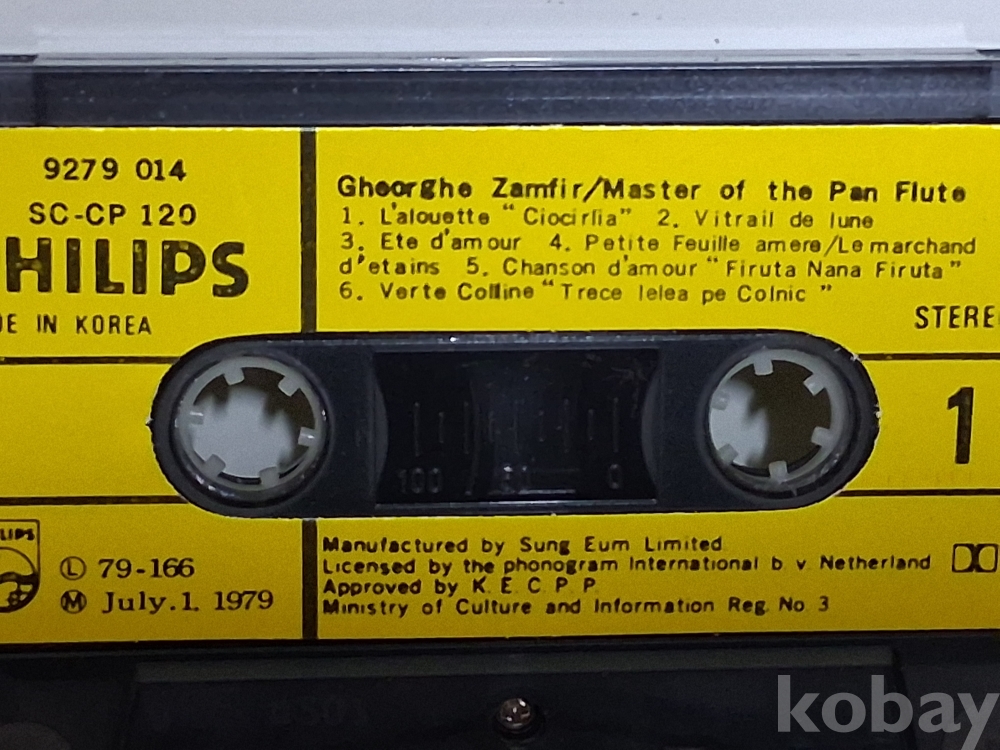 9279 014
SC-CP 120
HILIPS
E IN KOREA
Gheorghe Zamfir/Master of the Pan Flute
1. L'alouette "Ciocirlia" 2. Vitrail de lune
3. Ete d'amour 4. Petite Feuille amere/Le marchand
d'etains 5. Chanson d'amour "Firuta Nana Firuta"
6. Verte Colline "Trece lelea pe Colnic"
STERE
1
100 50 0
LIPS
Ⓛ 79-166
Ⓜ July.1. 1979
Manufactured by Sung Eum Limited
Licensed by the phonogram International b. v. Netherland
Approved by K. E. C. P. P.
Ministry of Culture and Information Reg. No. 3
kobay